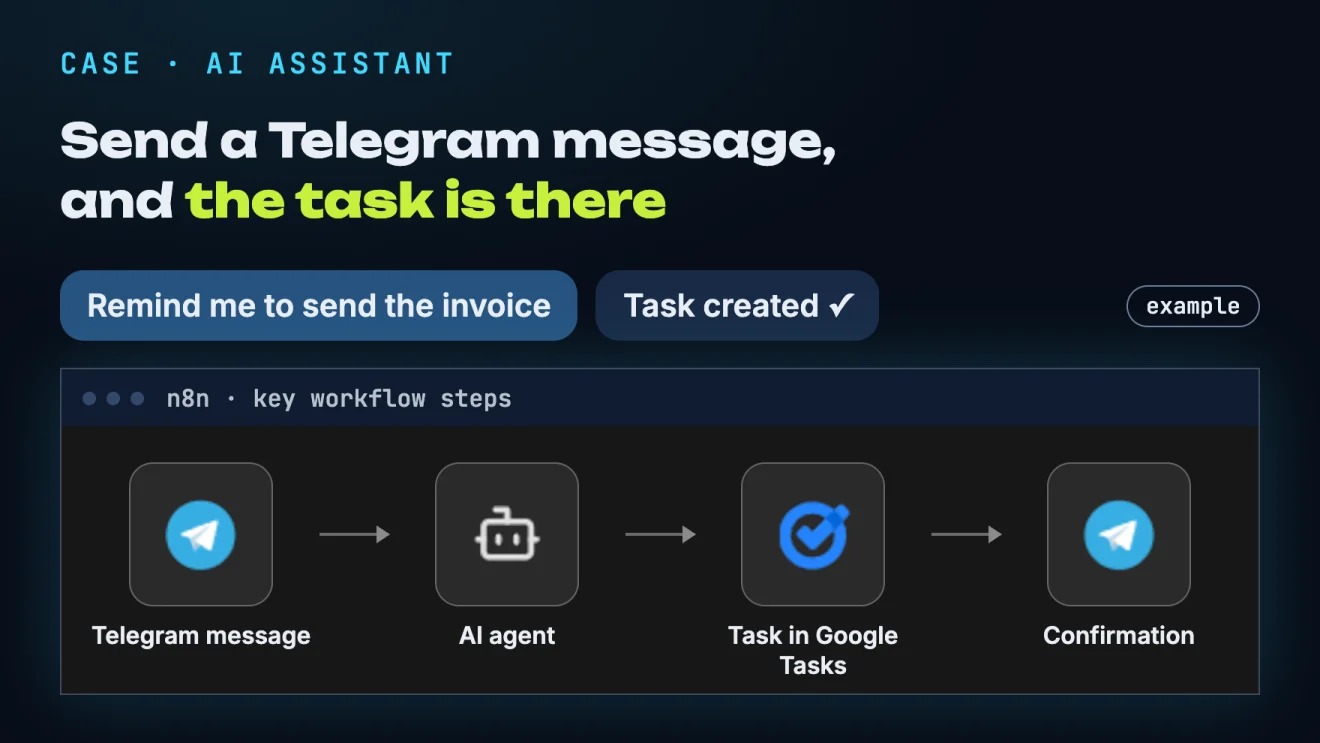 CASE · AI ASSISTANT
Send a Telegram message,
and the task is there
Remind me to send the invoice
Task created ✓
example
n8n · key workflow steps
Telegram message
AI agent
Task in Google
Tasks
Confirmation